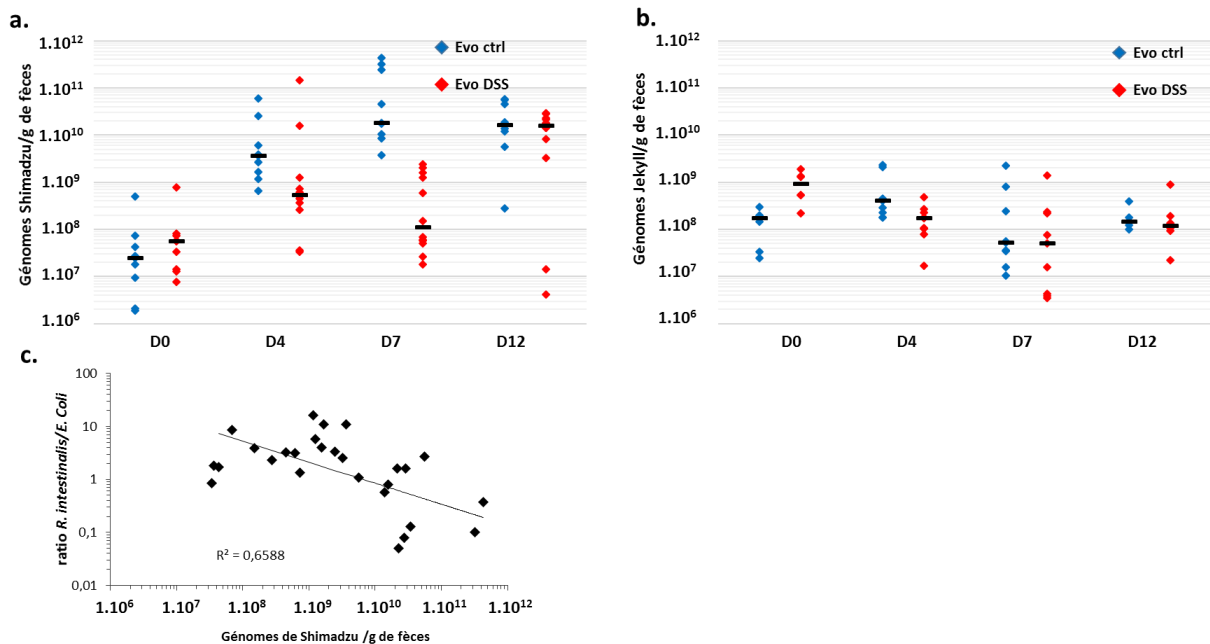 a.
Génomes Shimadzu/g de fèces
1.10¹²
1.10¹¹
1.10¹⁰
1.10⁹
1.10⁸
1.10⁷
1.10⁶
Evo ctrl
Evo DSS
D0 D4 D7 D12
b.
Génomes Jekyll/g de fèces
1.10¹²
1.10¹¹
1.10¹⁰
1.10⁹
1.10⁸
1.10⁷
1.10⁶
Evo ctrl
Evo DSS
D0 D4 D7 D12
c.
ratio R. intestinalis/E. Coli
100
10
1
0,1
0,01
R² = 0,6588
1.10⁶ 1.10⁷ 1.10⁸ 1.10⁹ 1.10¹⁰ 1.10¹¹ 1.10¹²
Génomes de Shimadzu /g de fèces